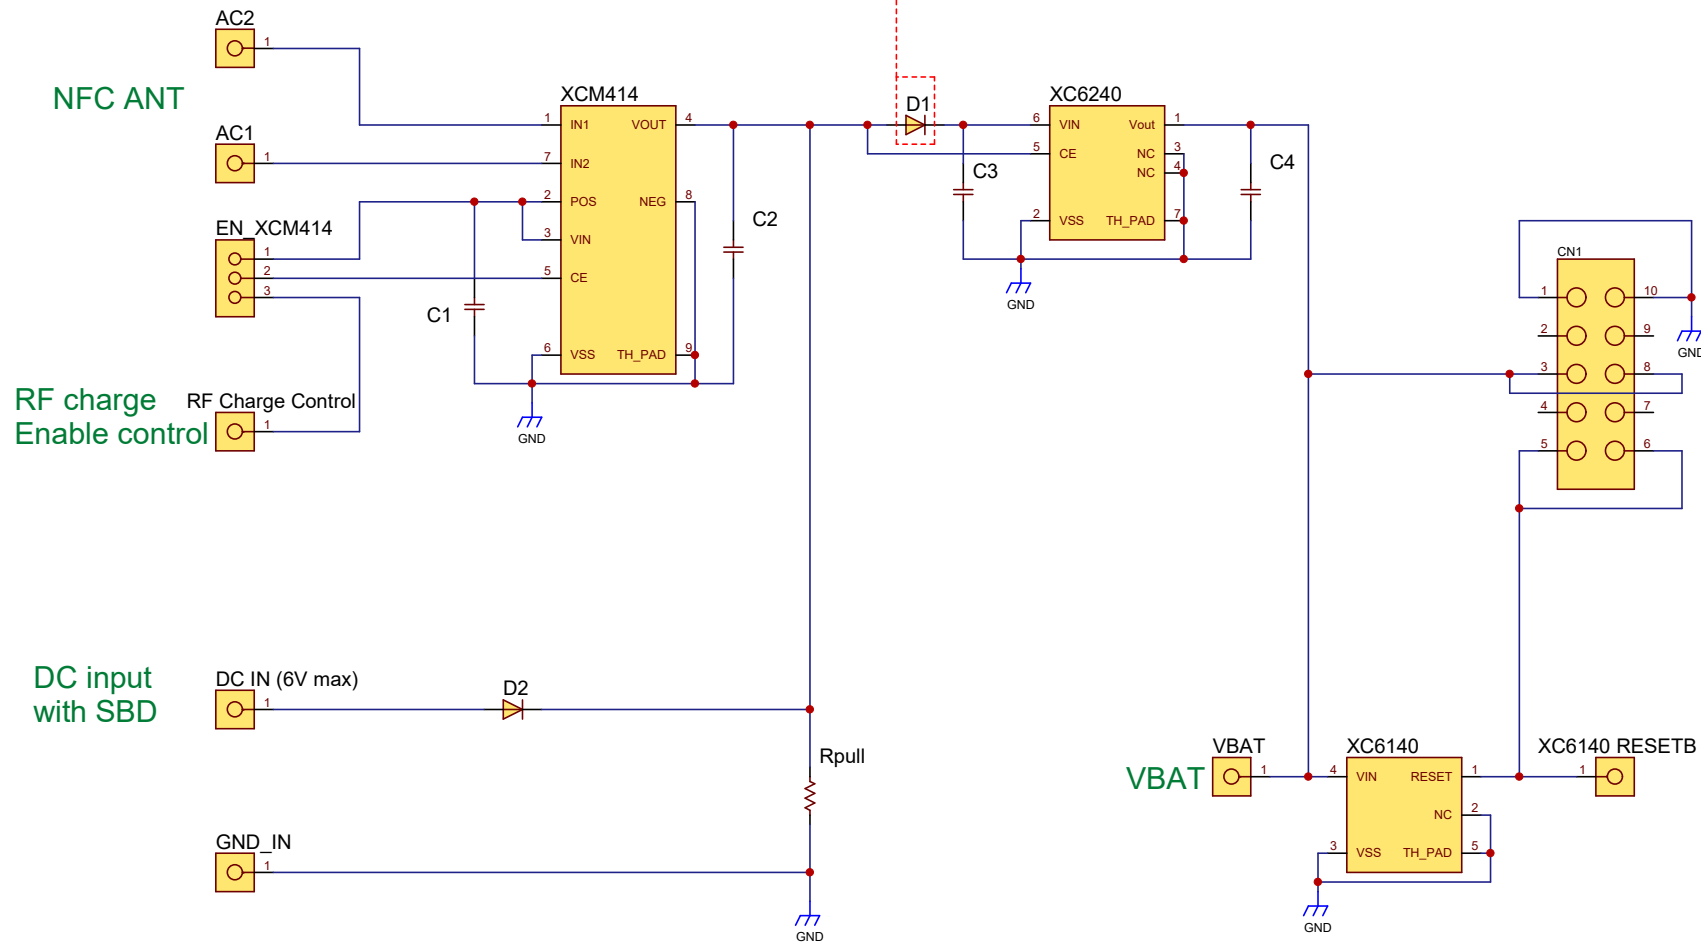 AC2
1
NFC ANT
AC1
1
EN_XCM414
1
2
3
RF charge
Enable control
RF Charge Control
1
XCM414
1 IN1 VOUT 4
7 IN2
2 POS NEG 8
3 VIN
5 CE
6 VSS TH_PAD 9
C1
C2
GND
D1
C3
XC6240
6 VIN Vout 1
5 CE NC 3
NC 4
2 VSS TH_PAD 7
C4
GND
CN1
1 10
2 9
3 8
4 7
5 6
GND
DC input
with SBD
DC IN (6V max)
1
D2
Rpull
GND_IN
1
GND
VBAT
VBAT
1
XC6140
4 VIN RESET 1
NC 2
3 VSS TH_PAD 5
GND
XC6140 RESETB
1